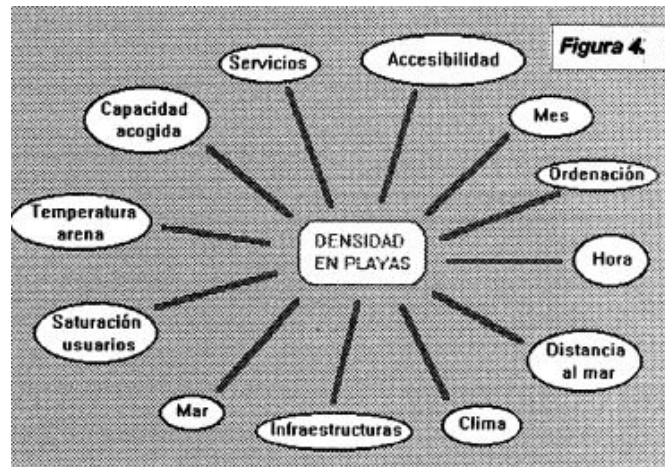 Figura 4:
Servicios
Accesibilidad
Capacidad
acogida
Mes
Ordenación
Temperatura
arena
DENSIDAD
EN PLAYAS
Hora
Saturación
usuarios
Distancia
al mar
Mar
Infraestructuras
Clima